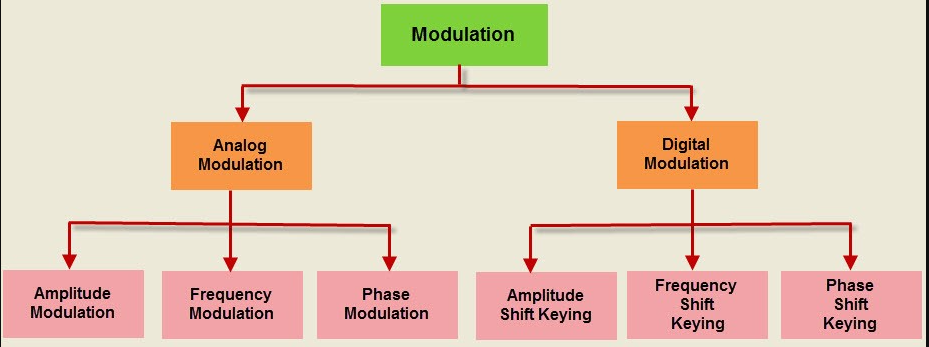 Modulation
Analog
Modulation
Digital
Modulation
Amplitude
Modulation
Frequency
Modulation
Phase
Modulation
Amplitude
Shift Keying
Frequency
Shift
Keying
Phase
Shift
Keying